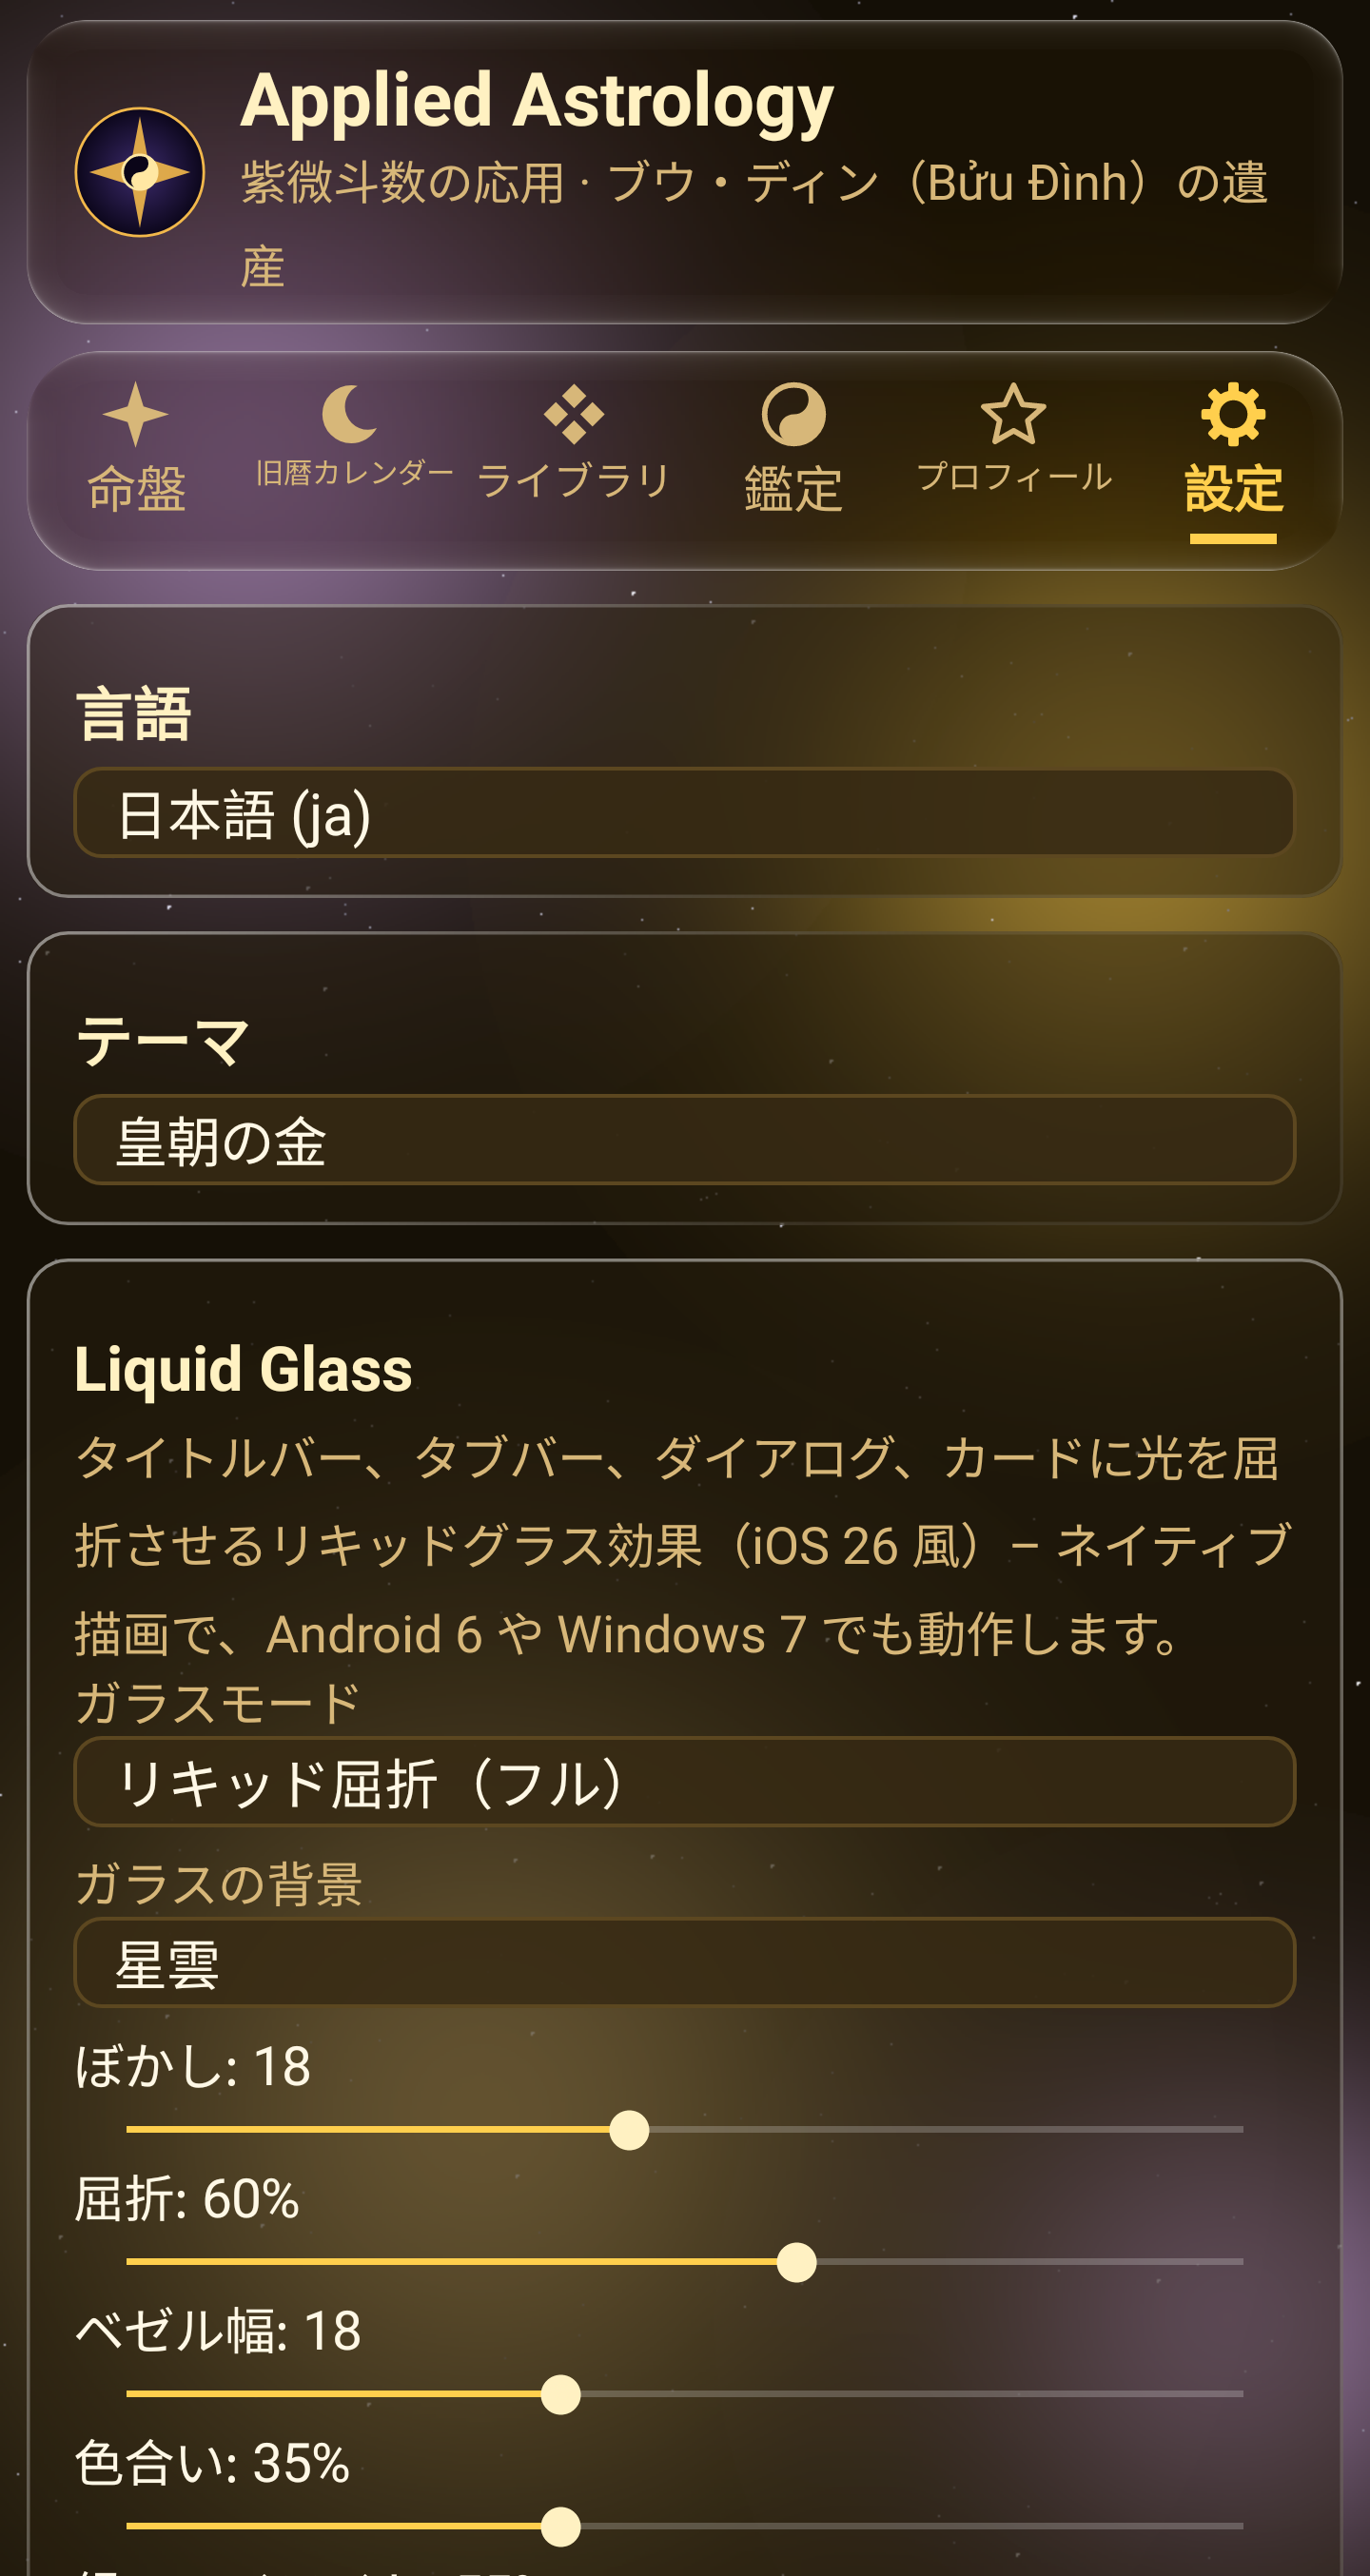 Applied Astrology
紫微斗数の応用 · ブウ・ディン（Bửu Đình）の遺
産
命盤
旧暦カレンダー
ライブラリ
鑑定
プロフィール
設定
言語
日本語 (ja)
テーマ
皇朝の金
Liquid Glass
タイトルバー、タブバー、ダイアログ、カードに光を屈
折させるリキッドグラス効果（iOS 26 風）– ネイティブ
描画で、Android 6 や Windows 7 でも動作します。
ガラスモード
リキッド屈折（フル）
ガラスの背景
星雲
ぼかし: 18
屈折: 60%
ベゼル幅: 18
色合い: 35%